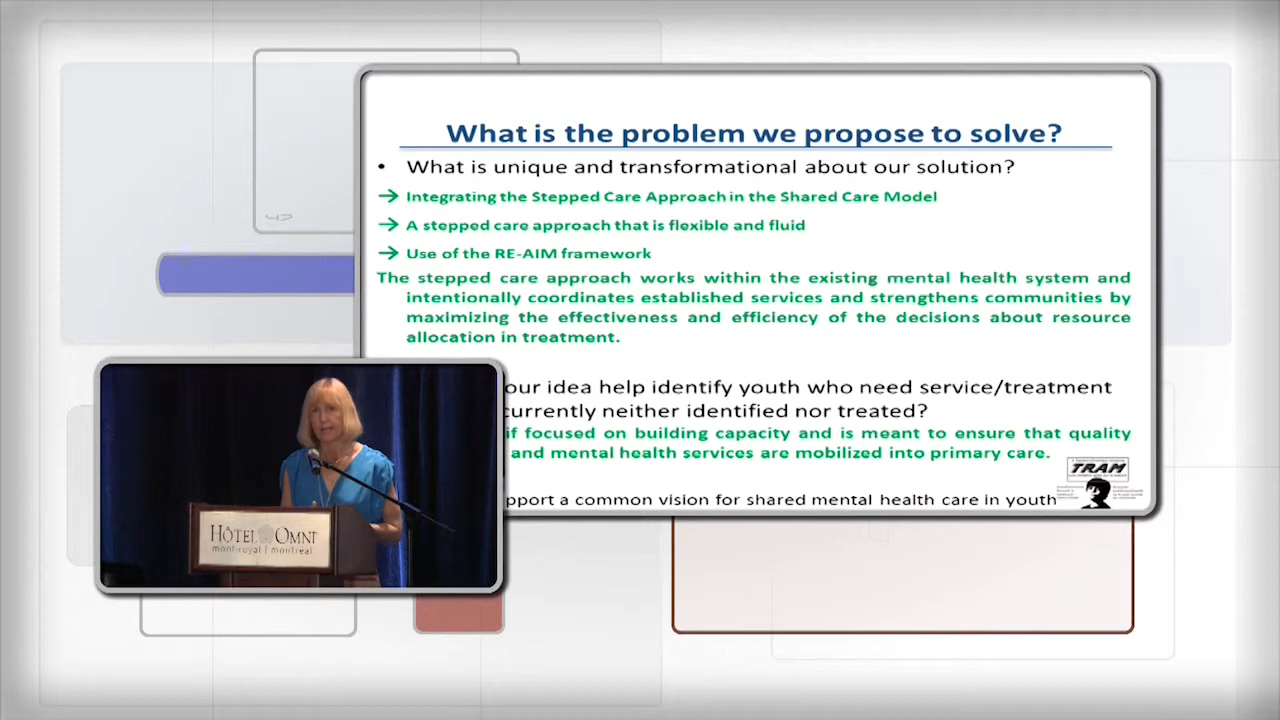 What is the problem we propose to solve?
• What is unique and transformational about our solution?
→ Integrating the Stepped Care Approach in the Shared Care Model
→ A stepped care approach that is flexible and fluid
→ Use of the RE-AIM framework
The stepped care approach works within the existing mental health system and
intentionally coordinates established services and strengthens communities by
maximizing the effectiveness and efficiency of the decisions about resource
allocation in treatment.
our idea help identify youth who need service/treatment
currently neither identified nor treated?
if focused on building capacity and is meant to ensure that quality
and mental health services are mobilized into primary care.
TRAM
pport a common vision for shared mental health care in youth
HÔTEL OMNI
mont-royal | montreal